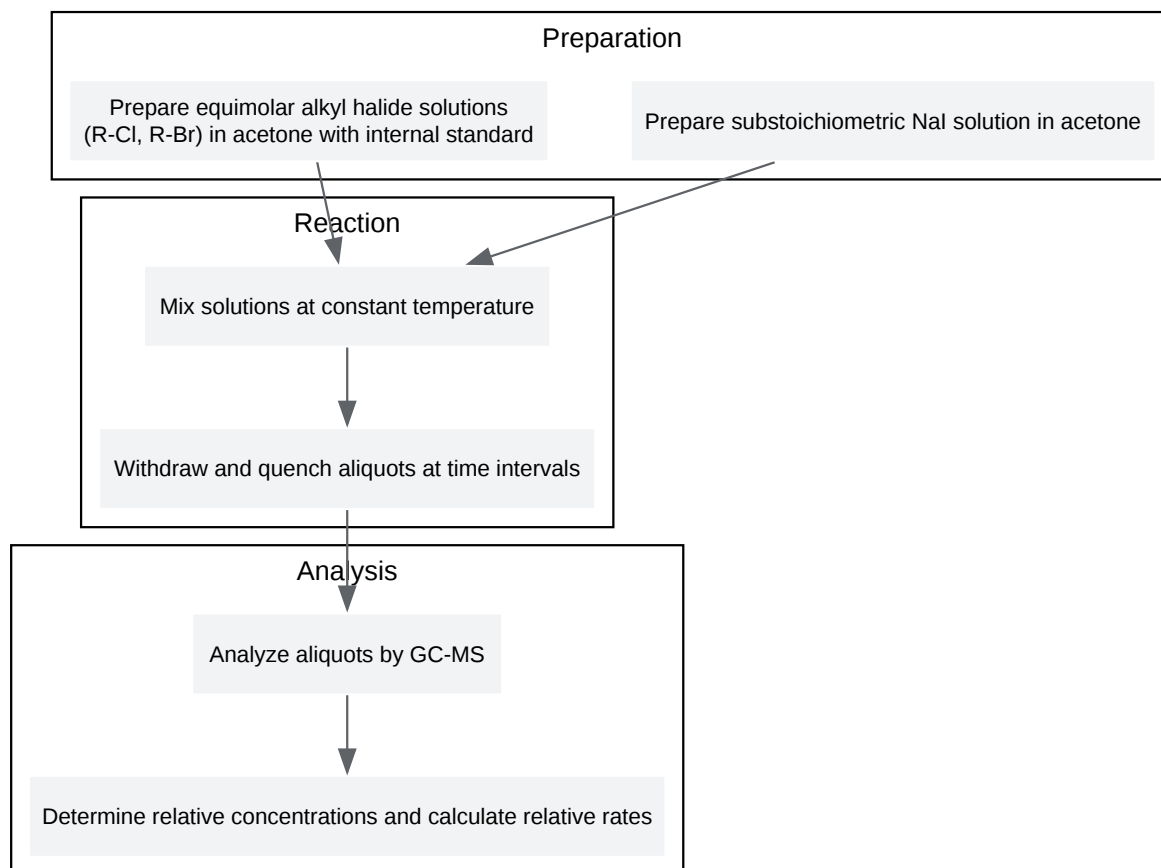 Preparation
Prepare equimolar alkyl halide solutions
(R-Cl, R-Br) in acetone with internal standard
Prepare substoichiometric NaI solution in acetone
Reaction
Mix solutions at constant temperature
Withdraw and quench aliquots at time intervals
Analysis
Analyze aliquots by GC-MS
Determine relative concentrations and calculate relative rates